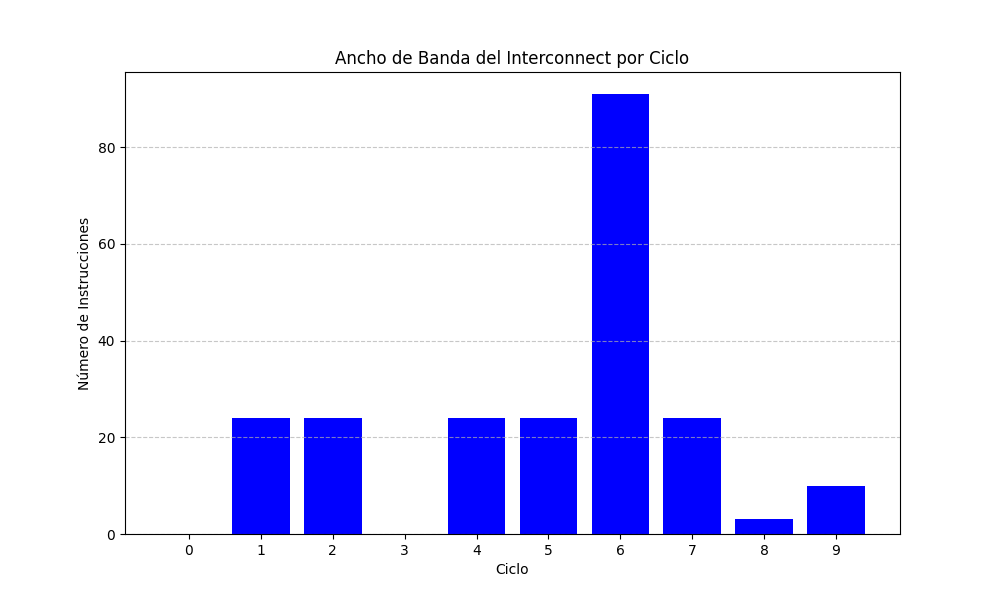 Ancho de Banda del Interconnect por Ciclo
Número de Instrucciones
80
60
40
20
0
0 1 2 3 4 5 6 7 8 9
Ciclo